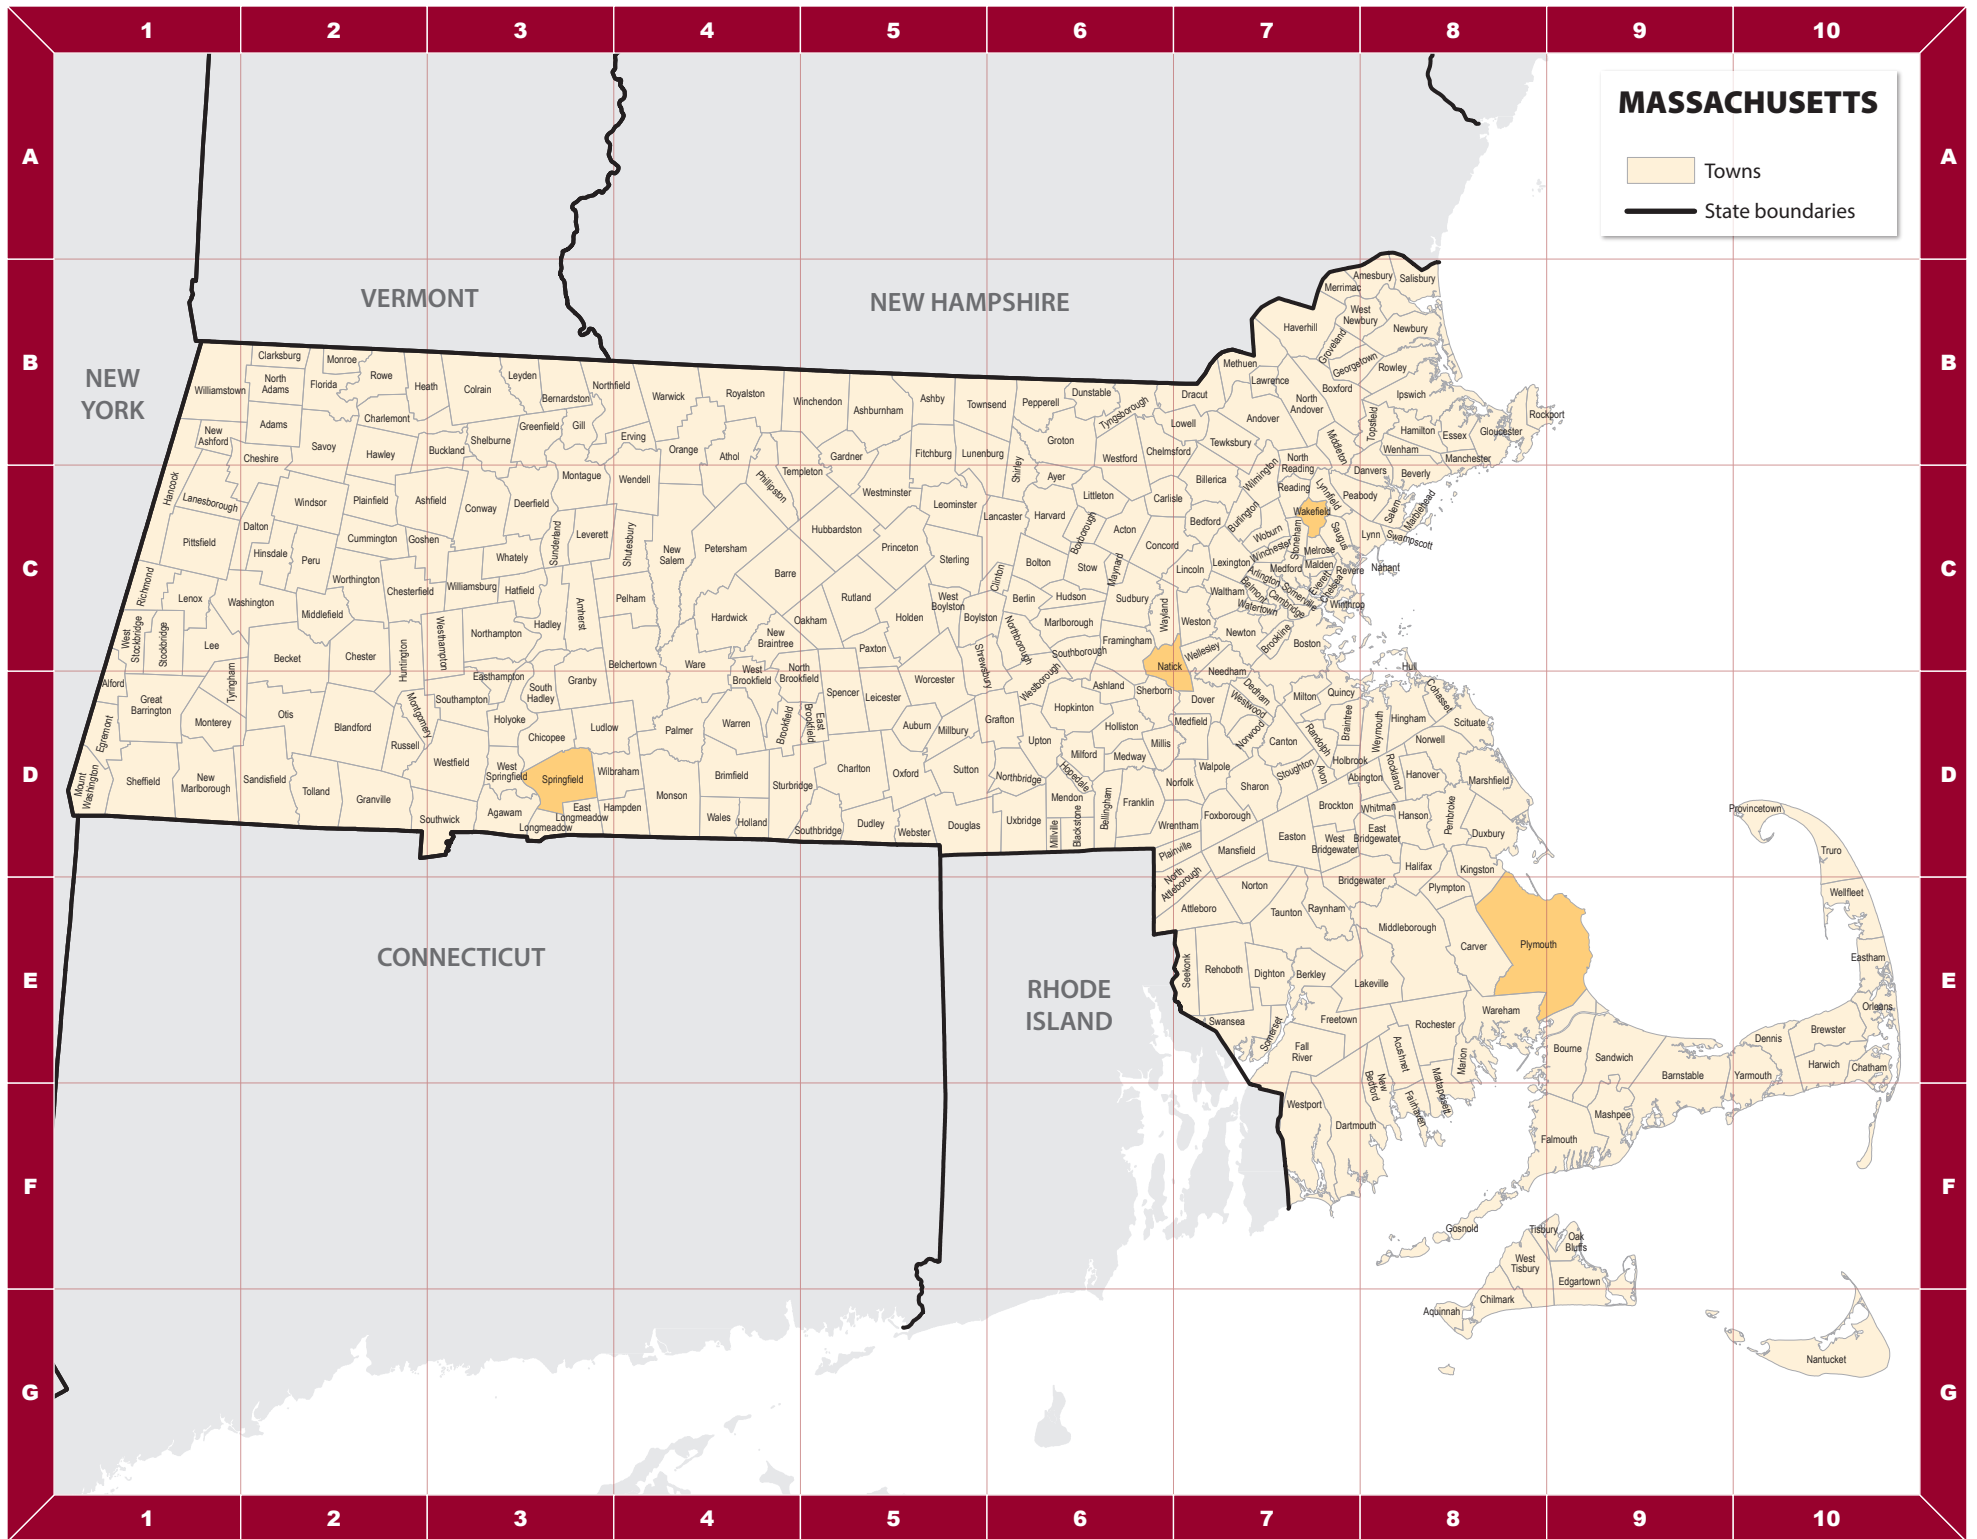 1 2 3 4 5 6 7 8 9 10
MASSACHUSETTS
Towns
State boundaries
A A
VERMONT
NEW HAMPSHIRE
NEW
YORK
B B
Amesbury
Salisbury
Merrimac
West
Newbury
Haverhill
Newbury
Groveland
Georgetown
Rowley
Methuen
Lawrence
Boxford
Ipswich
North
Andover
Andover
Topsfield
Hamilton
Essex
Gloucester
Rockport
Middleton
Wenham
Manchester
Clarksburg
Monroe
Rowe
Heath
Colrain
Leyden
Bernardston
Northfield
Warwick
Royalston
Winchendon
Ashburnham
Ashby
Townsend
Pepperell
Dunstable
Tyngsborough
Dracut
Lowell
Tewksbury
Williamstown
North
Adams
Florida
Adams
Charlemont
New
Ashford
Cheshire
Savoy
Hawley
Buckland
Shelburne
Greenfield
Gill
Erving
Orange
Athol
Gardner
Fitchburg
Lunenburg
Groton
Westford
Chelmsford
C C
Hancock
Lanesborough
Windsor
Plainfield
Ashfield
Conway
Deerfield
Montague
Wendell
Phillipston
Templeton
Westminster
Leominster
Shirley
Ayer
Littleton
Lancaster
Harvard
Boxborough
Acton
Carlisle
Billerica
Wilmington
North
Reading
Reading
Lynnfield
Danvers
Beverly
Peabody
Salem
Marblehead
Wakefield
Burlington
Bedford
Woburn
Stoneham
Saugus
Lynn
Swampscott
Nahant
Winchester
Melrose
Malden
Medford
Revere
Everett
Chelsea
Winthrop
Lexington
Arlington
Belmont
Somerville
Cambridge
Watertown
Waltham
Lincoln
Concord
Maynard
Stow
Bolton
Sterling
Princeton
Hubbardston
Petersham
New
Salem
Shutesbury
Leverett
Sunderland
Whately
Goshen
Cummington
Peru
Hinsdale
Dalton
Pittsfield
Richmond
Lenox
Washington
Middlefield
Worthington
Chesterfield
Williamsburg
Hatfield
Hadley
Amherst
Pelham
Barre
Rutland
Holden
West
Boylston
Boylston
Clinton
Berlin
Hudson
Sudbury
Wayland
Weston
Newton
Brookline
Boston
Marlborough
Northborough
Southborough
Framingham
Natick
Wellesley
Needham
Hull
Shrewsbury
Westborough
Paxton
Oakham
New
Braintree
Hardwick
Ware
Belchertown
Northampton
Westhampton
Huntington
Chester
Becket
Lee
Stockbridge
West
Stockbridge
D D
Alford
Great
Barrington
Tyringham
Monterey
Otis
Blandford
Montgomery
Russell
Southampton
Easthampton
South
Hadley
Granby
Holyoke
Chicopee
Ludlow
Palmer
Warren
West
Brookfield
North
Brookfield
Brookfield
East
Brookfield
Spencer
Leicester
Worcester
Auburn
Millbury
Grafton
Upton
Hopkinton
Ashland
Sherborn
Dover
Holliston
Medfield
Millis
Medway
Milford
Hopedale
Dedham
Westwood
Norwood
Milton
Quincy
Braintree
Weymouth
Hingham
Cohasset
Scituate
Norwell
Randolph
Canton
Holbrook
Rockland
Hanover
Marshfield
Abington
Avon
Stoughton
Sharon
Walpole
Norfolk
Franklin
Bellingham
Mendon
Northbridge
Sutton
Oxford
Charlton
Sturbridge
Brimfield
Monson
Wilbraham
Hampden
Springfield
West
Springfield
East
Longmeadow
Longmeadow
Agawam
Westfield
Southwick
Granville
Tolland
Sandisfield
New
Marlborough
Sheffield
Egremont
Mount
Washington
Wales
Holland
Southbridge
Dudley
Webster
Douglas
Uxbridge
Millville
Blackstone
Wrentham
Foxborough
Plainville
Mansfield
Easton
Brockton
Whitman
Hanson
Pembroke
Duxbury
West
Bridgewater
East
Bridgewater
Halifax
Kingston
Provincetown
Truro
E E
CONNECTICUT
RHODE
ISLAND
North
Attleborough
Attleboro
Norton
Taunton
Raynham
Bridgewater
Plympton
Middleborough
Carver
Plymouth
Wellfleet
Eastham
Orleans
Brewster
Dennis
Harwich
Chatham
Yarmouth
Barnstable
Sandwich
Bourne
Wareham
Seekonk
Rehoboth
Dighton
Berkley
Lakeville
Swansea
Somerset
Freetown
Rochester
Fall
River
Acushnet
Marion
Mattapoisett
New
Bedford
Fairhaven
F F
Westport
Dartmouth
Mashpee
Falmouth
Gosnold
Tisbury
Oak
Bluffs
West
Tisbury
Edgartown
G G
Chilmark
Aquinnah
Nantucket
1 2 3 4 5 6 7 8 9 10